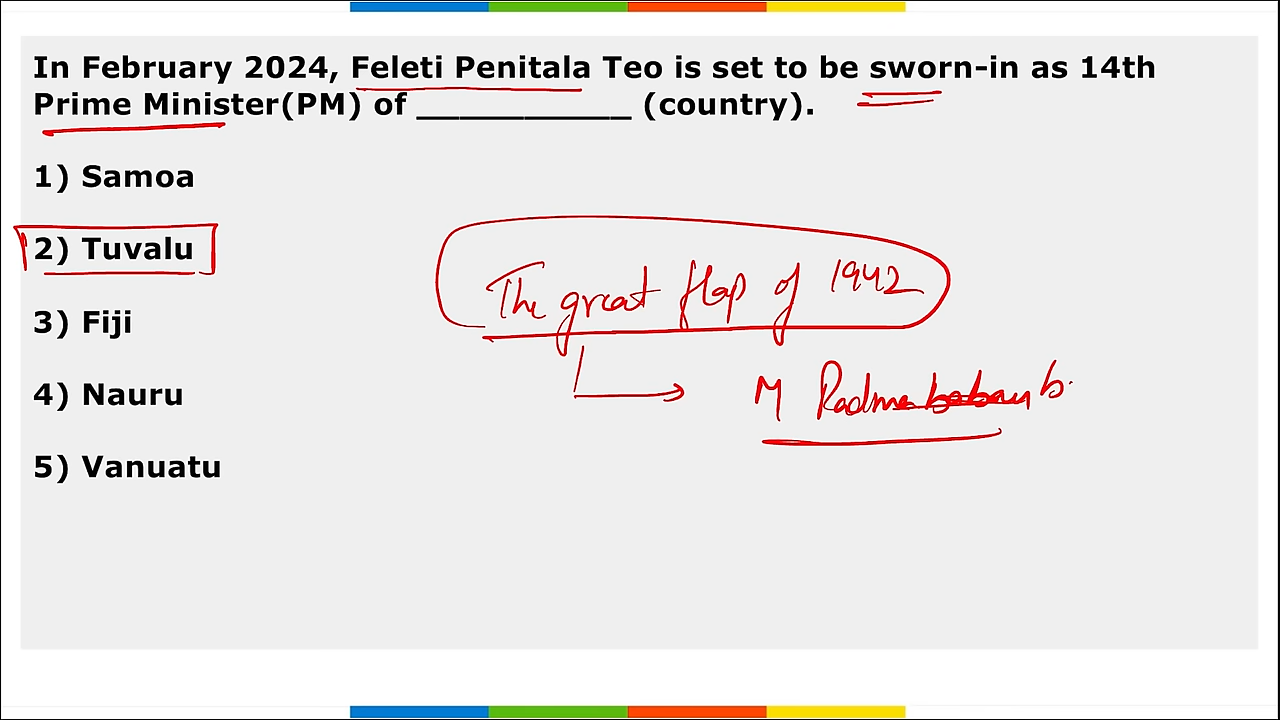 In February 2024, Feleti Penitala Teo is set to be sworn-in as 14th
Prime Minister(PM) of ___________ (country).
1) Samoa
2) Tuvalu
The great flap of 1942
3) Fiji
4) Nauru
M
5) Vanuatu